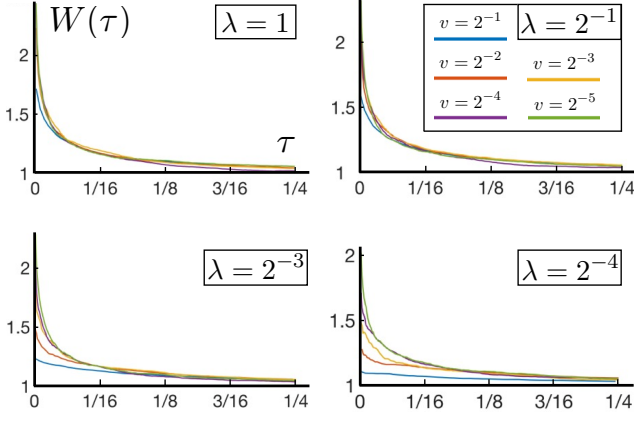 W(τ)
λ = 1
2
1.5
τ
1
0 1/16 1/8 3/16 1/4
λ = 2⁻¹
v = 2⁻¹
v = 2⁻²
v = 2⁻³
v = 2⁻⁴
v = 2⁻⁵
2
1.5
1
0 1/16 1/8 3/16 1/4
λ = 2⁻³
2
1.5
1
0 1/16 1/8 3/16 1/4
λ = 2⁻⁴
2
1.5
1
0 1/16 1/8 3/16 1/4